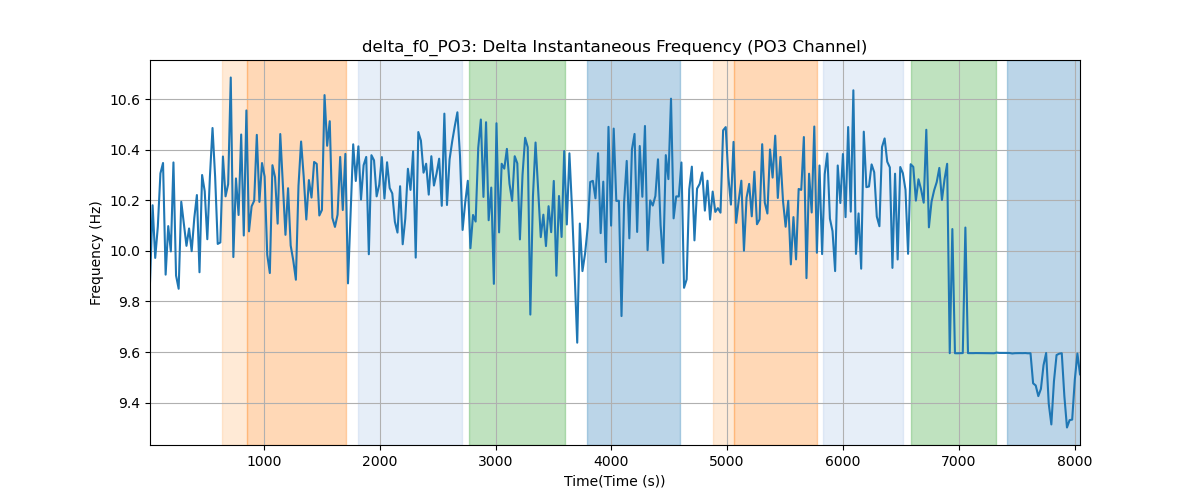 delta_f0_PO3: Delta Instantaneous Frequency (PO3 Channel)
Frequency (Hz)
10.6
10.4
10.2
10.0
9.8
9.6
9.4
1000 2000 3000 4000 5000 6000 7000 8000
Time(Time (s))